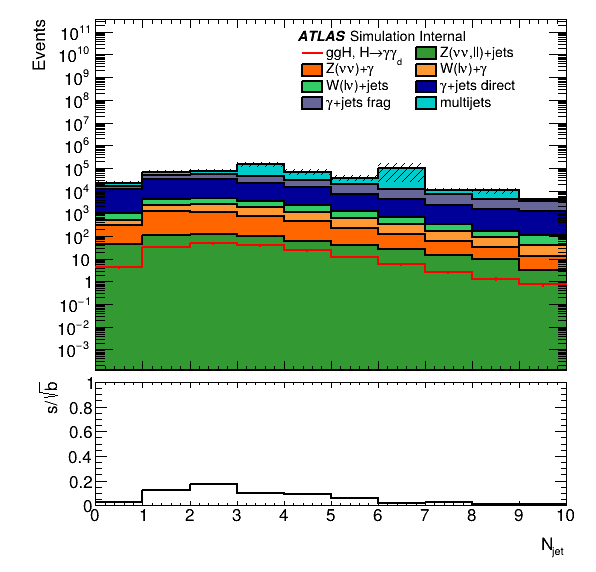 Events
ATLAS Simulation Internal
ggH, H→γγ_d
Z(νν,ll)+jets
Z(νν)+γ
W(lν)+γ
W(lν)+jets
γ+jets direct
γ+jets frag
multijets
10^11
10^10
10^9
10^8
10^7
10^6
10^5
10^4
10^3
10^2
10
1
10^−1
10^−2
10^−3
s/√b
1
0.8
0.6
0.4
0.2
0
0 1 2 3 4 5 6 7 8 9 10
N_jet